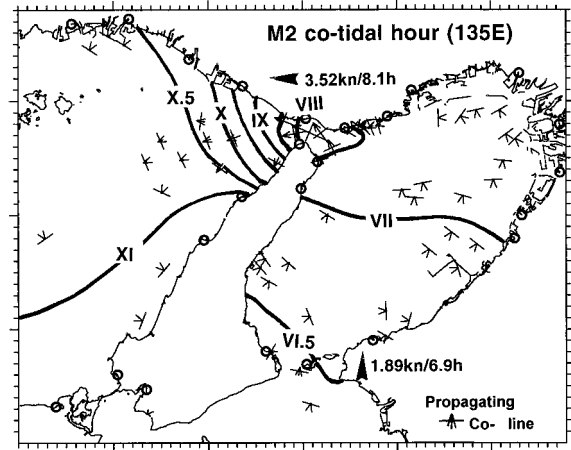 M2 co-tidal hour (135E)
3.52kn/8.1h
X.5
X
IX
VIII
XI
VII
VI.5
1.89kn/6.9h
Propagating
Co- line